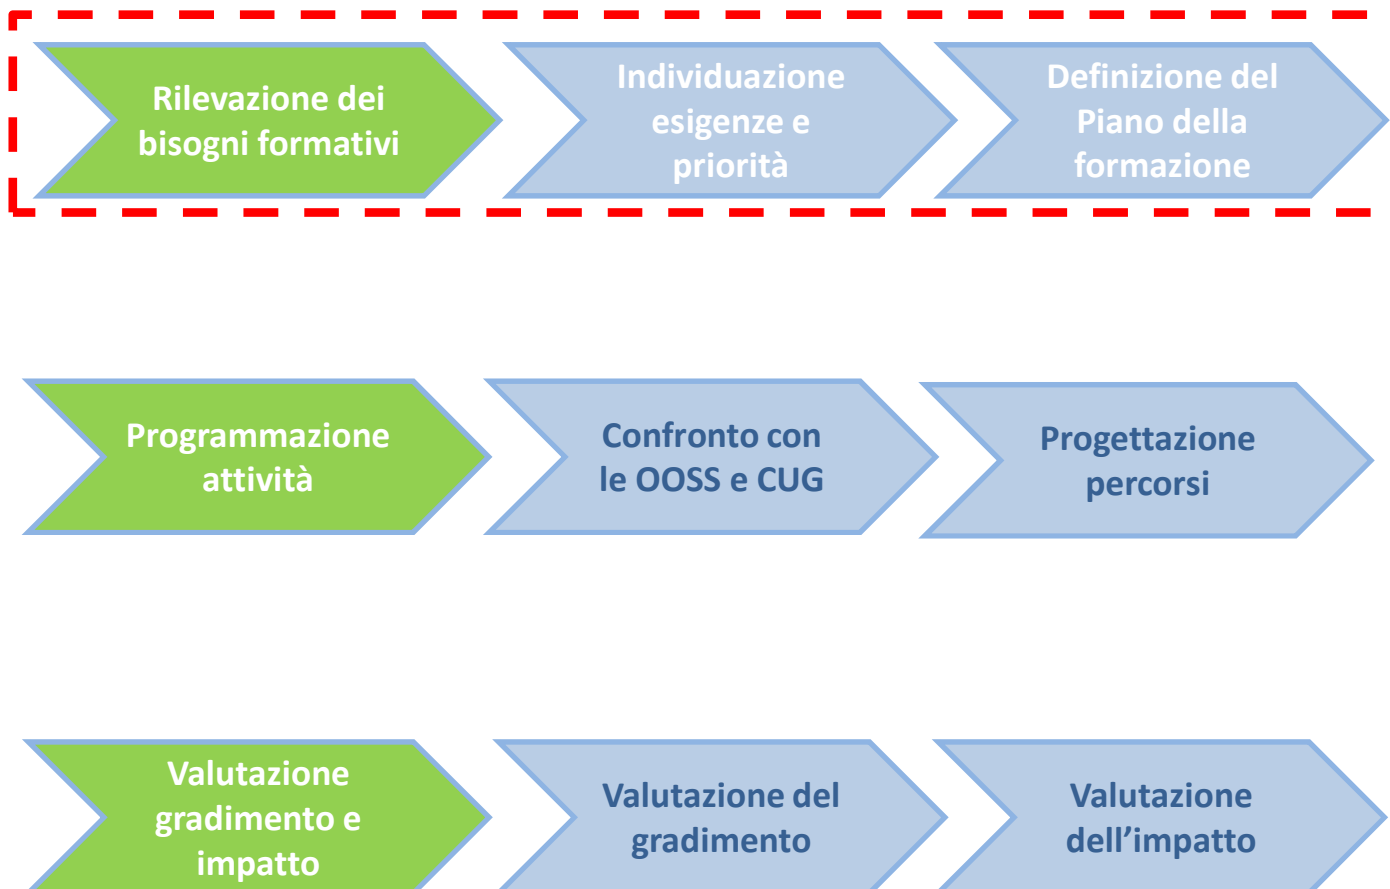 Rilevazione dei
bisogni formativi
Individuazione
esigenze e
priorità
Definizione del
Piano della
formazione
Programmazione
attività
Confronto con
le OOSS e CUG
Progettazione
percorsi
Valutazione
gradimento e
impatto
Valutazione del
gradimento
Valutazione
dell’impatto